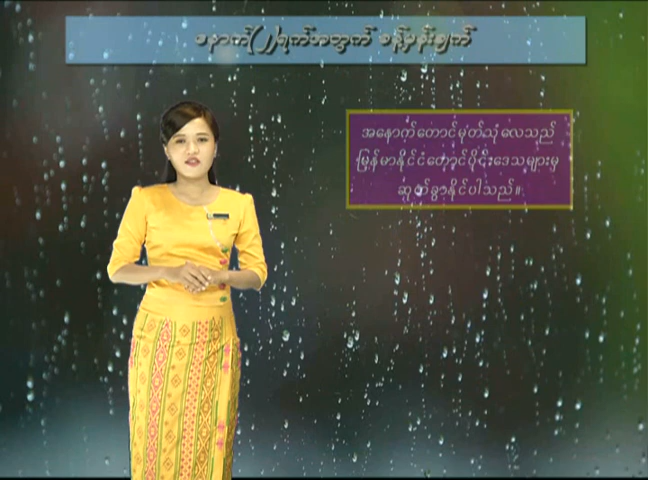 နောက်(၂)ရက်အတွက် ခန့်မှန်းချက်
အနောက်တောင်မုတ်သုံလေသည်
မြန်မာနိုင်ငံတောင်ပိုင်းဒေသများမှ
ဆုတ်ခွာနိုင်ပါသည်။